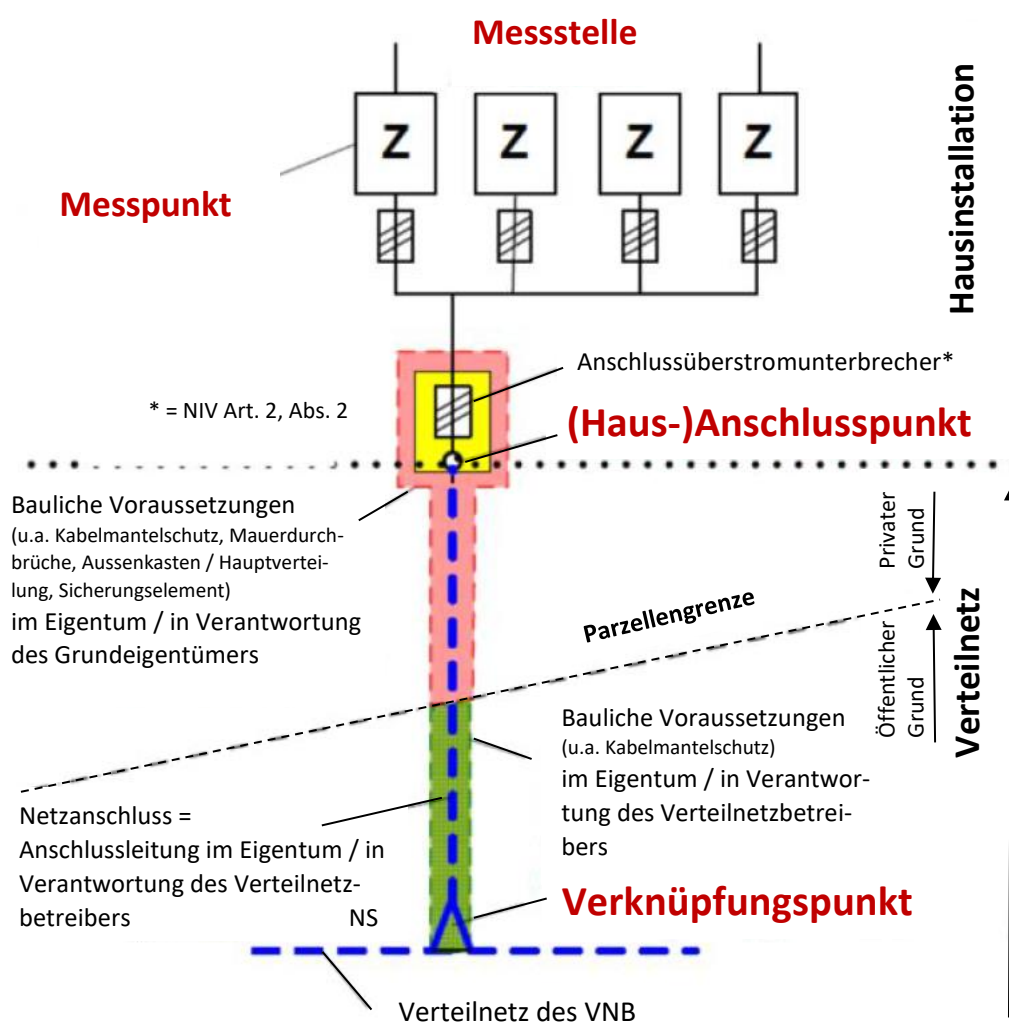 Messstelle
Hausinstallation
Z Z Z Z
Messpunkt
Anschlussüberstromunterbrecher*
* = NIV Art. 2, Abs. 2
(Haus-)Anschlusspunkt
Bauliche Voraussetzungen
(u.a. Kabelmantelschutz, Mauerdurch-
brüche, Aussenkasten / Hauptvertei-
lung, Sicherungselement)
im Eigentum / in Verantwortung
des Grundeigentümers
Privater
Grund
Parzellengrenze
Öffentlicher
Grund
Verteilnetz
Bauliche Voraussetzungen
(u.a. Kabelmantelschutz)
im Eigentum / in Verantwor-
tung des Verteilnetzbetrei-
bers
Netzanschluss =
Anschlussleitung im Eigentum / in
Verantwortung des Verteilnetz-
betreibers NS
Verknüpfungspunkt
Verteilnetz des VNB